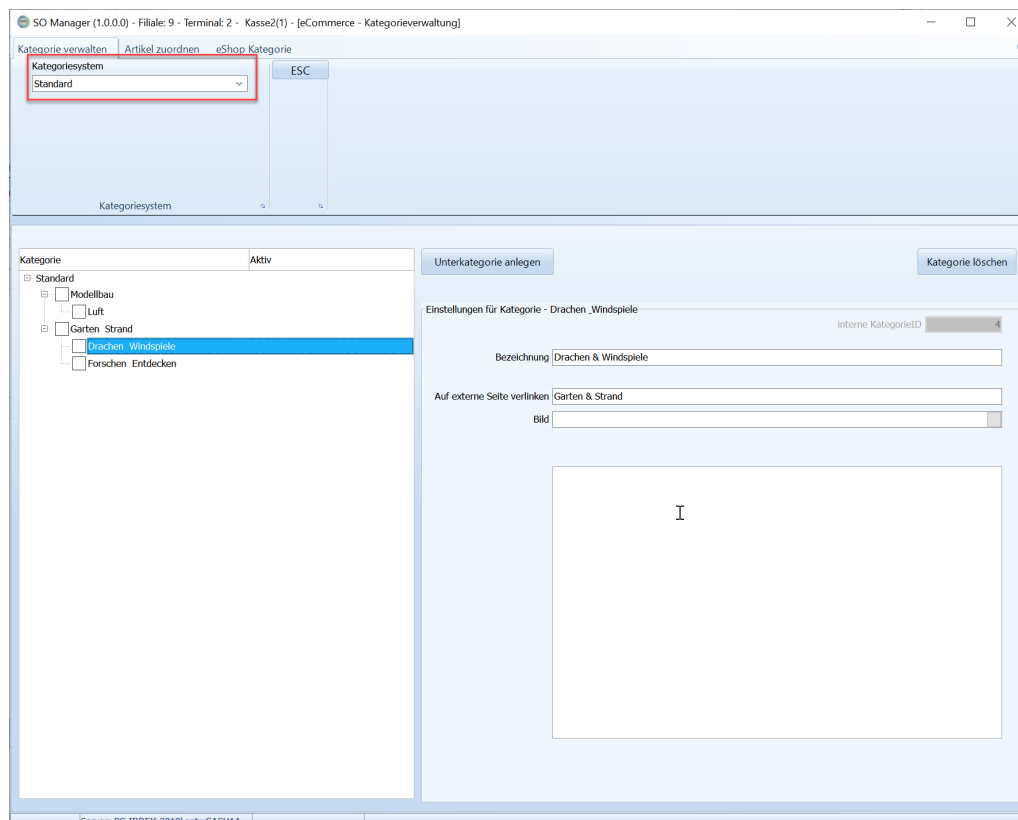 SO Manager (1.0.0.0) - Filiale: 9 - Terminal: 2 - Kasse2(1) - [eCommerce - Kategorieverwaltung]
Kategorie verwalten Artikel zuordnen eShop Kategorie
Kategoriesystem
ESC
Standard
Kategoriesystem
Kategorie Aktiv
Unterkategorie anlegen Kategorie löschen
Standard
Modellbau
Luft
Garten Strand
Drachen Windspiele
Forschen Entdecken
Einstellungen für Kategorie - Drachen _Windspiele
interne KategorieID 4
Bezeichnung Drachen & Windspiele
Auf externe Seite verlinken Garten & Strand
Bild